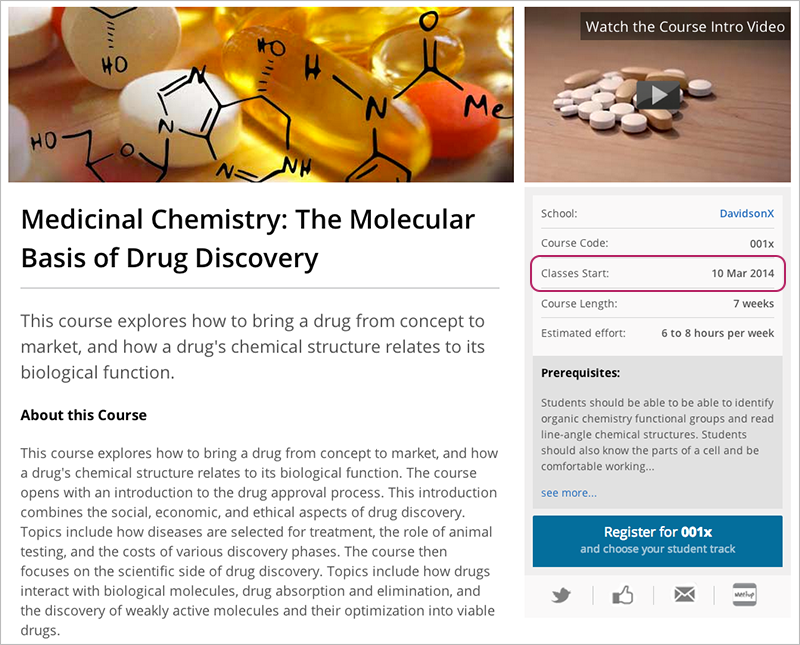 HO
HO
N
H
O
N
Me
HO
N
O
N
NH
Watch the Course Intro Video
Medicinal Chemistry: The Molecular
Basis of Drug Discovery
This course explores how to bring a drug from concept to
market, and how a drug's chemical structure relates to its
biological function.
About this Course
This course explores how to bring a drug from concept to market, and how
a drug's chemical structure relates to its biological function. The course
opens with an introduction to the drug approval process. This introduction
combines the social, economic, and ethical aspects of drug discovery.
Topics include how diseases are selected for treatment, the role of animal
testing, and the costs of various discovery phases. The course then
focuses on the scientific side of drug discovery. Topics include how drugs
interact with biological molecules, drug absorption and elimination, and
the discovery of weakly active molecules and their optimization into viable
drugs.
School: DavidsonX
Course Code: 001x
Classes Start: 10 Mar 2014
Course Length: 7 weeks
Estimated effort: 6 to 8 hours per week
Prerequisites:
Students should be able to be able to identify
organic chemistry functional groups and read
line-angle chemical structures. Students
should also know the parts of a cell and be
comfortable working...
see more...
Register for 001x
and choose your student track
meetup